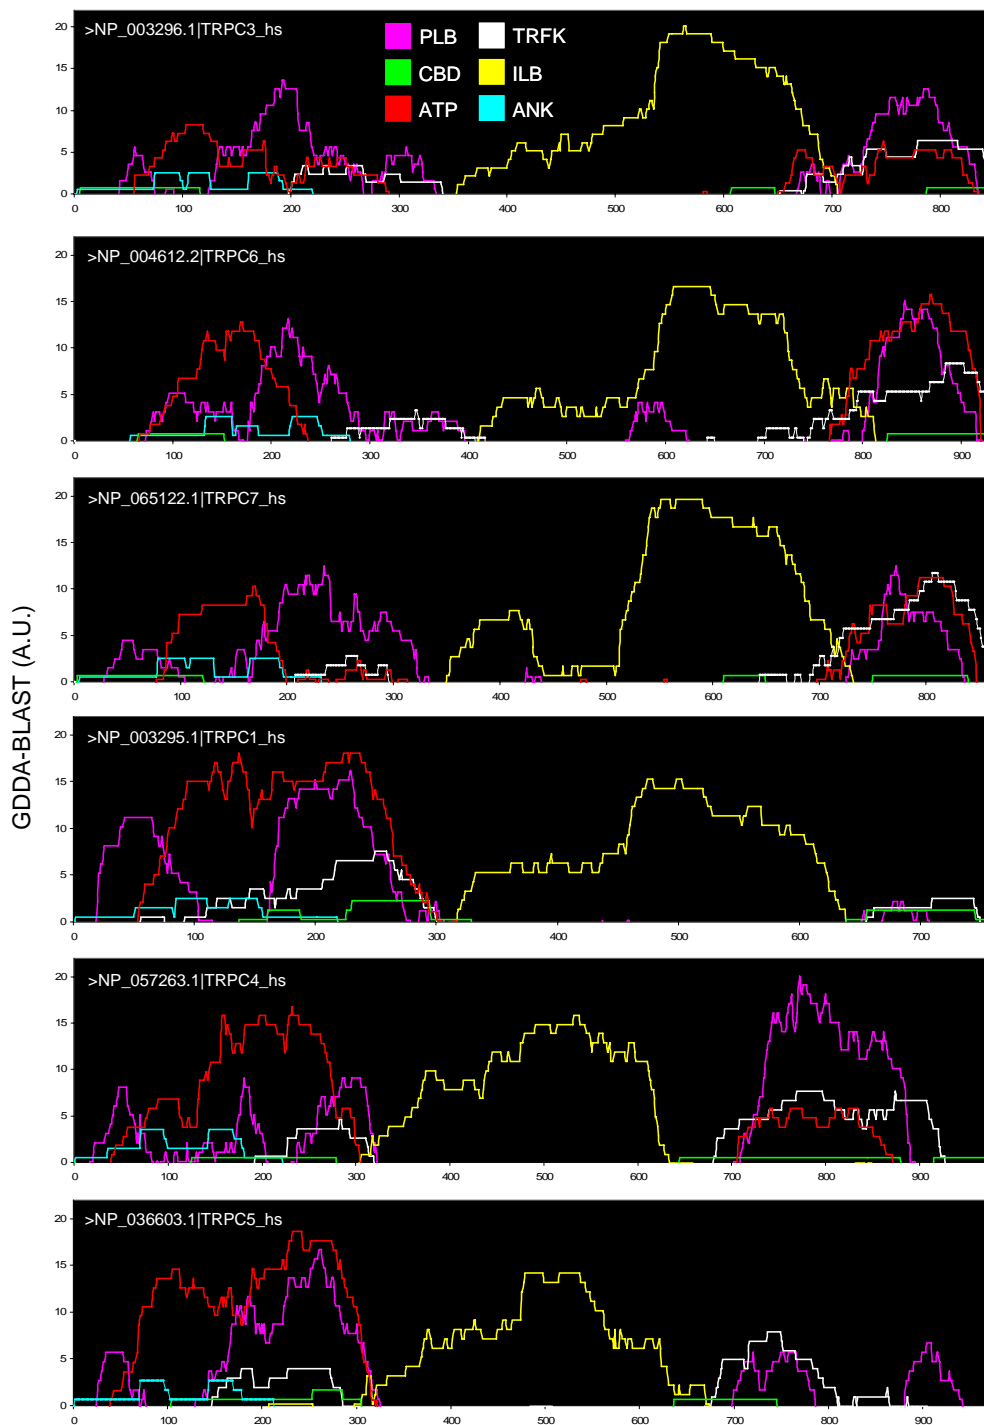 GDDA-BLAST (A.U.)
>NP_003296.1|TRPC3_hs
PLB TRFK
CBD ILB
ATP ANK
20
15
10
5
0
0 100 200 300 400 500 600 700 800
>NP_004612.2|TRPC6_hs
20
15
10
5
0
0 100 200 300 400 500 600 700 800 900
>NP_065122.1|TRPC7_hs
20
15
10
5
0
0 100 200 300 400 500 600 700 800
>NP_003295.1|TRPC1_hs
20
15
10
5
0
0 100 200 300 400 500 600 700
>NP_057263.1|TRPC4_hs
20
15
10
5
0
0 100 200 300 400 500 600 700 800 900
>NP_036603.1|TRPC5_hs
20
15
10
5
0
0 100 200 300 400 500 600 700 800 900